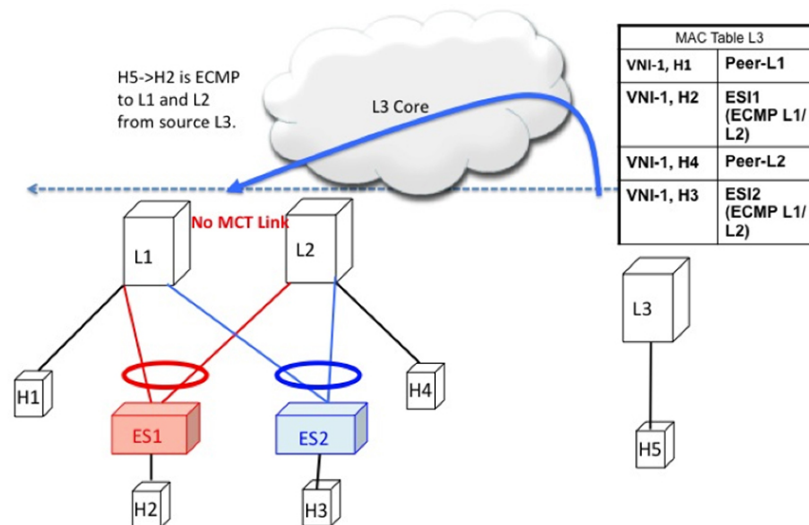 H5->H2 is ECMP
to L1 and L2
from source L3.
L3 Core
MAC Table L3
VNI-1, H1 Peer-L1
VNI-1, H2 ESI1
(ECMP L1/
L2)
VNI-1, H4 Peer-L2
VNI-1, H3 ESI2
(ECMP L1/
L2)
No MCT Link
L1
L2
L3
H1
H4
ES1
ES2
H5
H2
H3